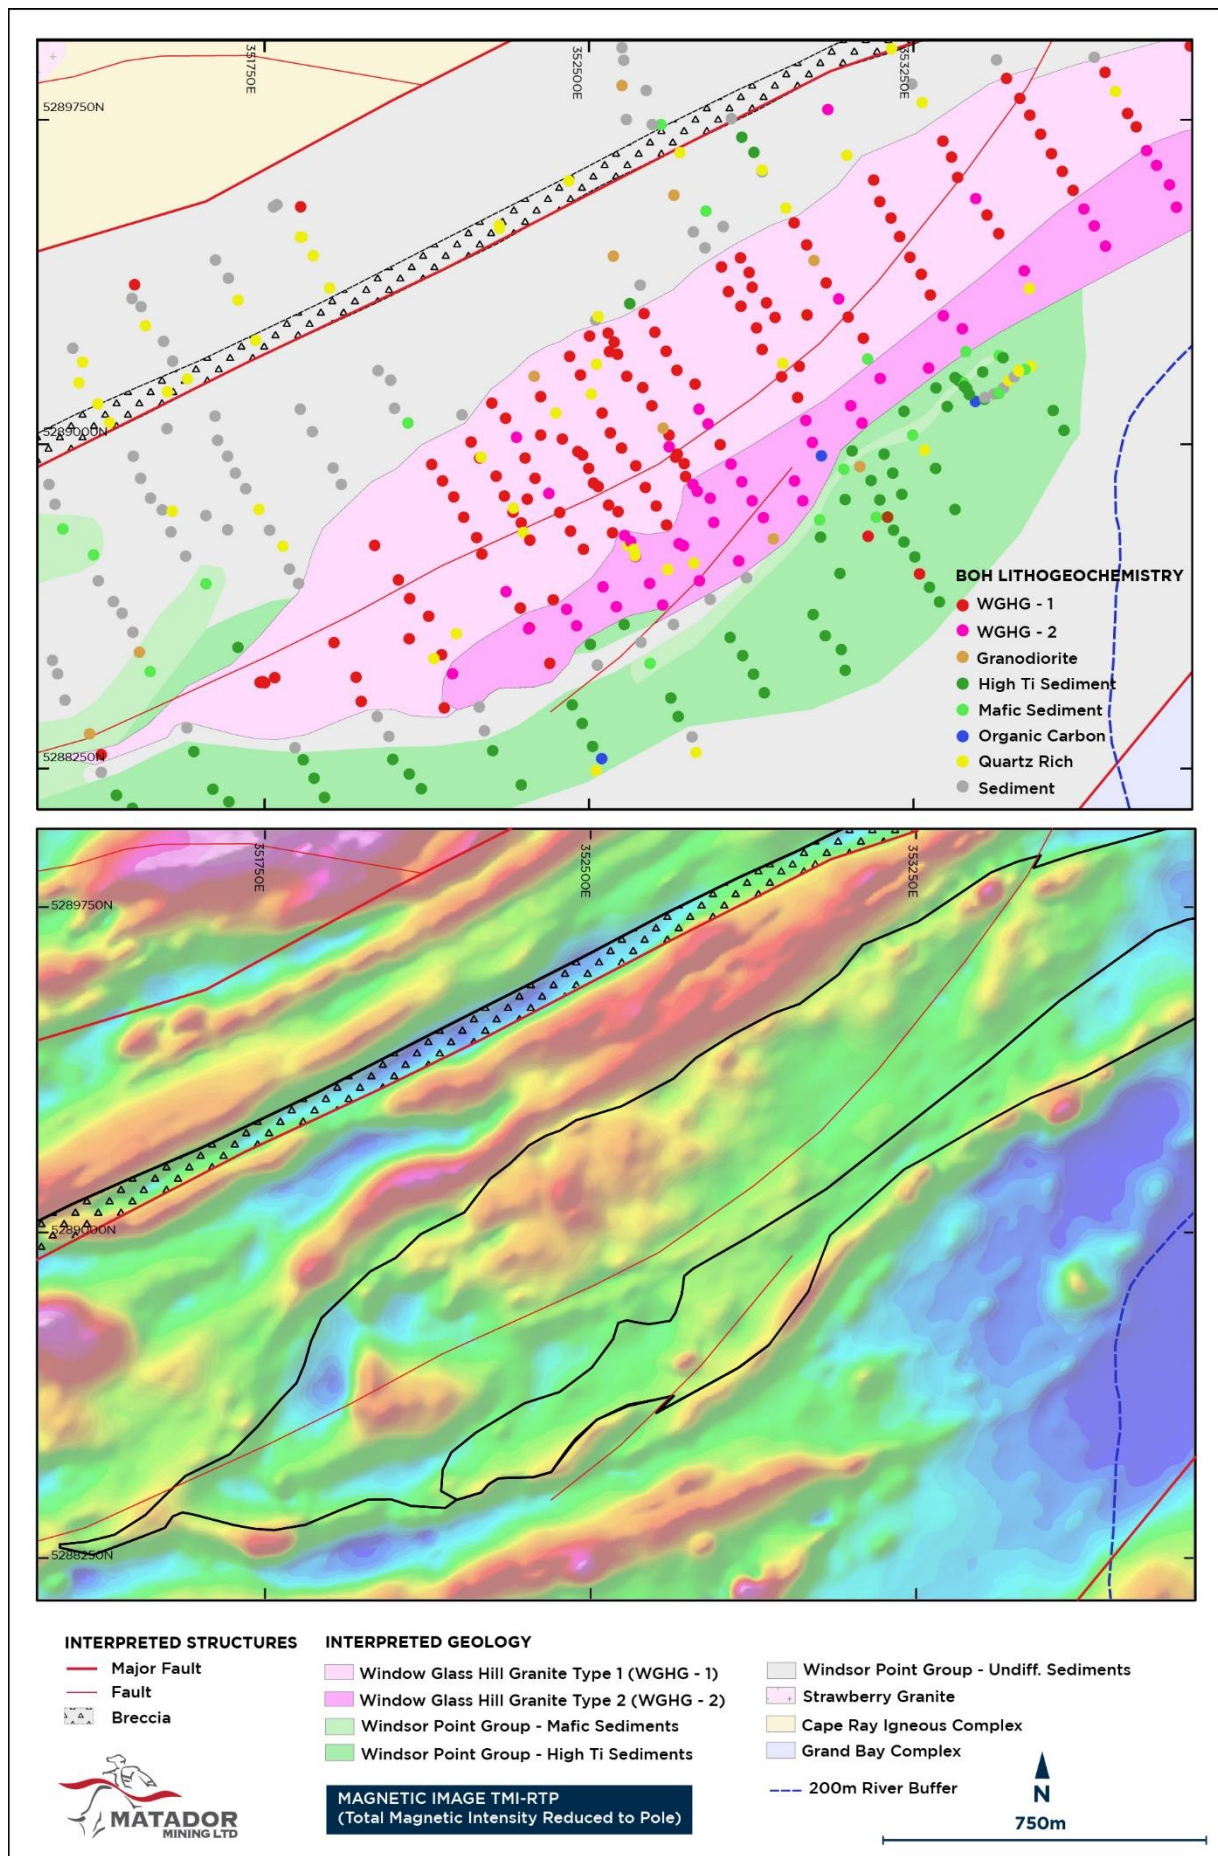 351750E
352500E
353250E
5289750N
5289000N
5288250N
BOH LITHOGEOCHEMISTRY
WGHG - 1
WGHG - 2
Granodiorite
High Ti Sediment
Mafic Sediment
Organic Carbon
Quartz Rich
Sediment
351750E
352500E
353250E
5289750N
5289000N
5288250N
INTERPRETED STRUCTURES
Major Fault
Fault
Breccia
INTERPRETED GEOLOGY
Window Glass Hill Granite Type 1 (WGHG - 1)
Window Glass Hill Granite Type 2 (WGHG - 2)
Windsor Point Group - Mafic Sediments
Windsor Point Group - High Ti Sediments
Windsor Point Group - Undiff. Sediments
Strawberry Granite
Cape Ray Igneous Complex
Grand Bay Complex
200m River Buffer
MATADOR
MINING LTD
MAGNETIC IMAGE TMI-RTP
(Total Magnetic Intensity Reduced to Pole)
N
750m